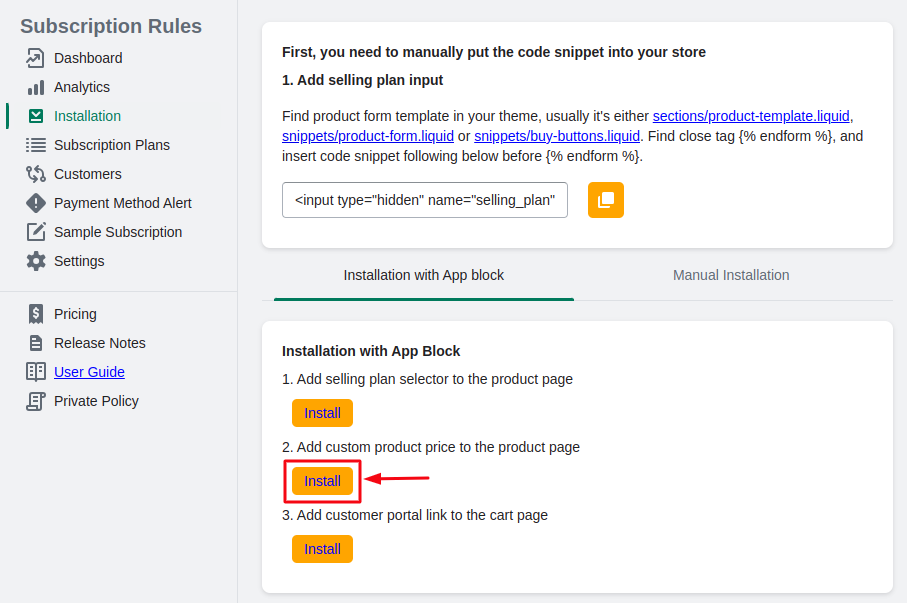 Subscription Rules
Dashboard
Analytics
Installation
Subscription Plans
Customers
Payment Method Alert
Sample Subscription
Settings
Pricing
Release Notes
User Guide
Private Policy
First, you need to manually put the code snippet into your store
1. Add selling plan input
Find product form template in your theme, usually it's either sections/product-template.liquid,
snippets/product-form.liquid or snippets/buy-buttons.liquid. Find close tag {% endform %}, and
insert code snippet following below before {% endform %}.
<input type="hidden" name="selling_plan"
Installation with App block
Manual Installation
Installation with App Block
1. Add selling plan selector to the product page
Install
2. Add custom product price to the product page
Install
3. Add customer portal link to the cart page
Install